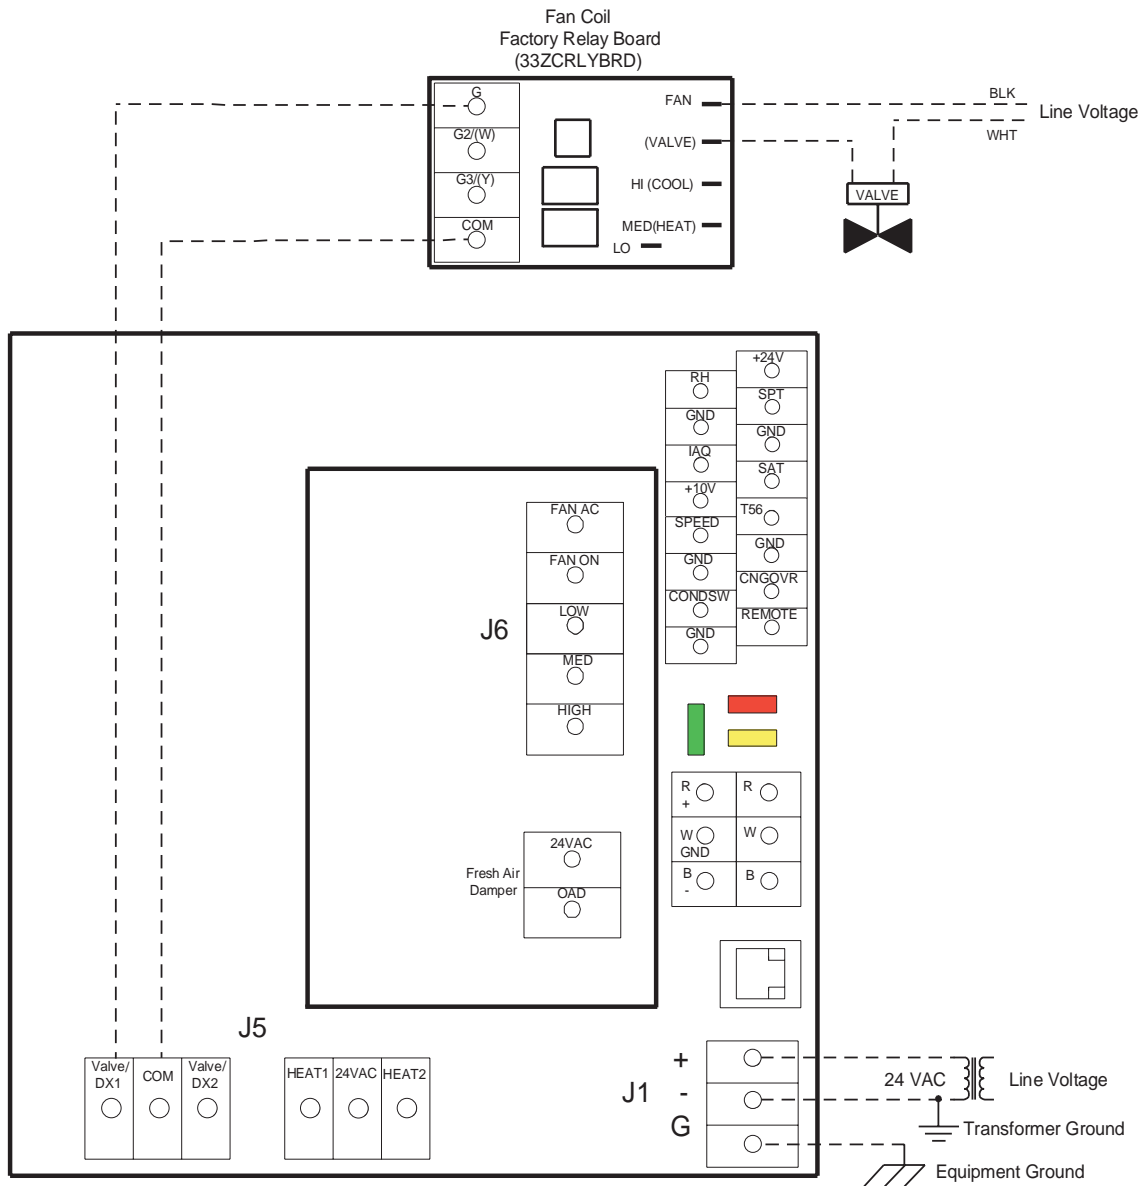 Fan Coil
Factory Relay Board
(33ZCRLYBRD)
G
G2/(W)
G3/(Y)
COM
FAN
(VALVE)
HI (COOL)
MED(HEAT)
LO
BLK
WHT
Line Voltage
VALVE
+24V
SPT
GND
SAT
T56
GND
CNGOVR
REMOTE
RH
GND
IAQ
+10V
SPEED
GND
CONDSW
GND
J6
FAN AC
FAN ON
LOW
MED
HIGH
R
+
W
GND
B
-
R
W
B
Fresh Air
Damper
24VAC
OAD
J5
Valve/
DX1
COM
Valve/
DX2
HEAT1
24VAC
HEAT2
J1
+
-
G
24 VAC
Line Voltage
Transformer Ground
Equipment Ground